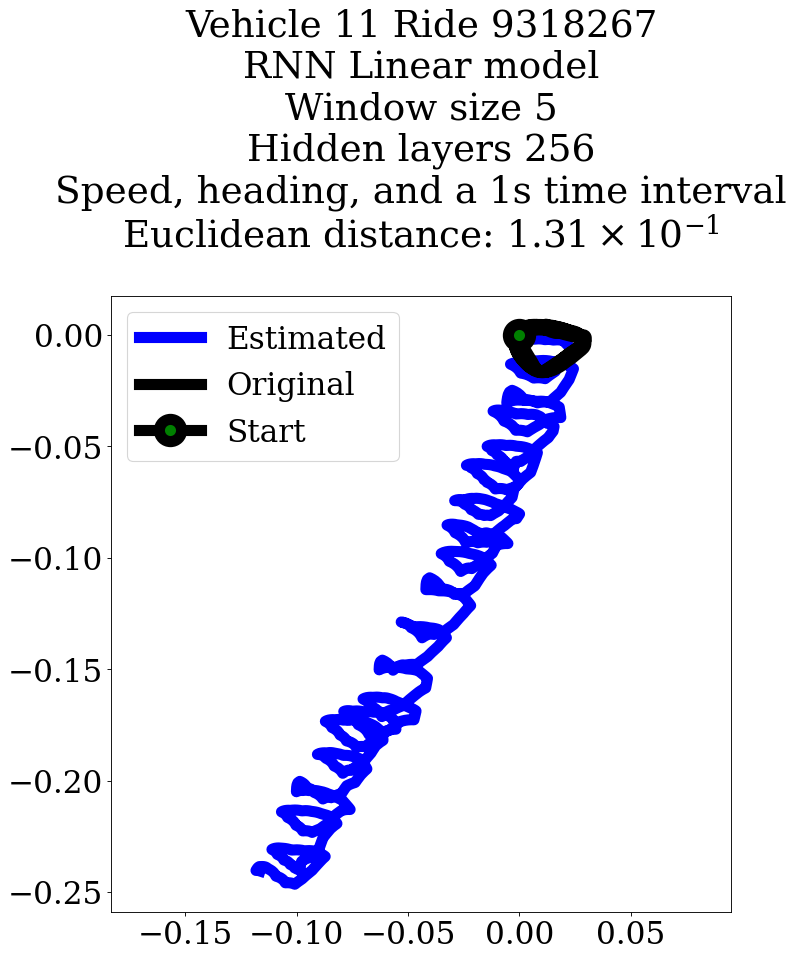 Vehicle 11 Ride 9318267
RNN Linear model
Window size 5
Hidden layers 256
Speed, heading, and a 1s time interval
Euclidean distance: 1.31 × 10⁻¹
Estimated
Original
Start
0.00
−0.05
−0.10
−0.15
−0.20
−0.25
−0.15 −0.10 −0.05 0.00 0.05